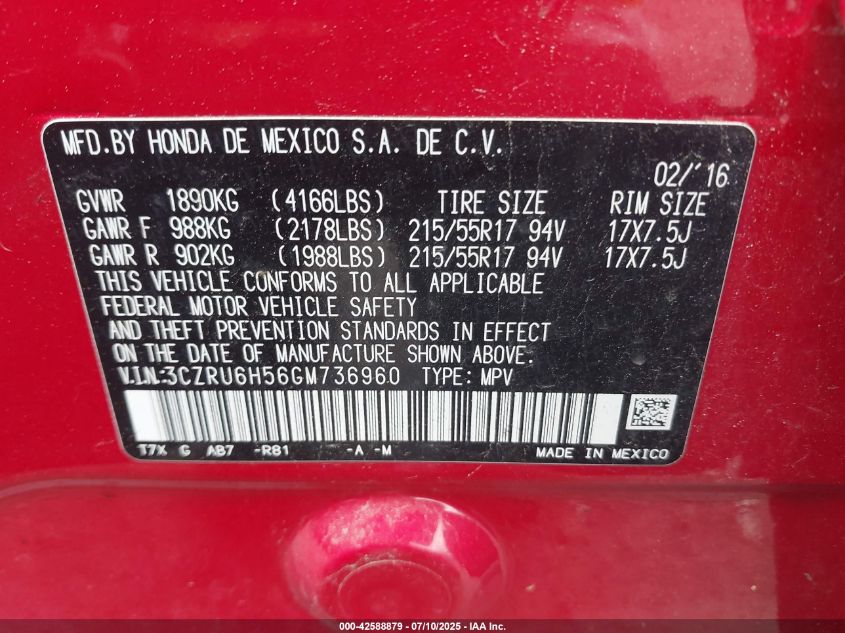 MFD.BY HONDA DE MEXICO S.A. DE C.V.
02/'16
GVWR 1890KG (4166LBS) TIRE SIZE RIM SIZE
GAWR F 988KG (2178LBS) 215/55R17 94V 17X7.5J
GAWR R 902KG (1988LBS) 215/55R17 94V 17X7.5J
THIS VEHICLE CONFORMS TO ALL APPLICABLE
FEDERAL MOTOR VEHICLE SAFETY
AND THEFT PREVENTION STANDARDS IN EFFECT
ON THE DATE OF MANUFACTURE SHOWN ABOVE.
V.I.N:3CZRU6H56GM736960 TYPE: MPV
T7X G AB7 -R81 -A -M MADE IN MEXICO
000-42588879 / 07/10/2025 - IAA Inc.